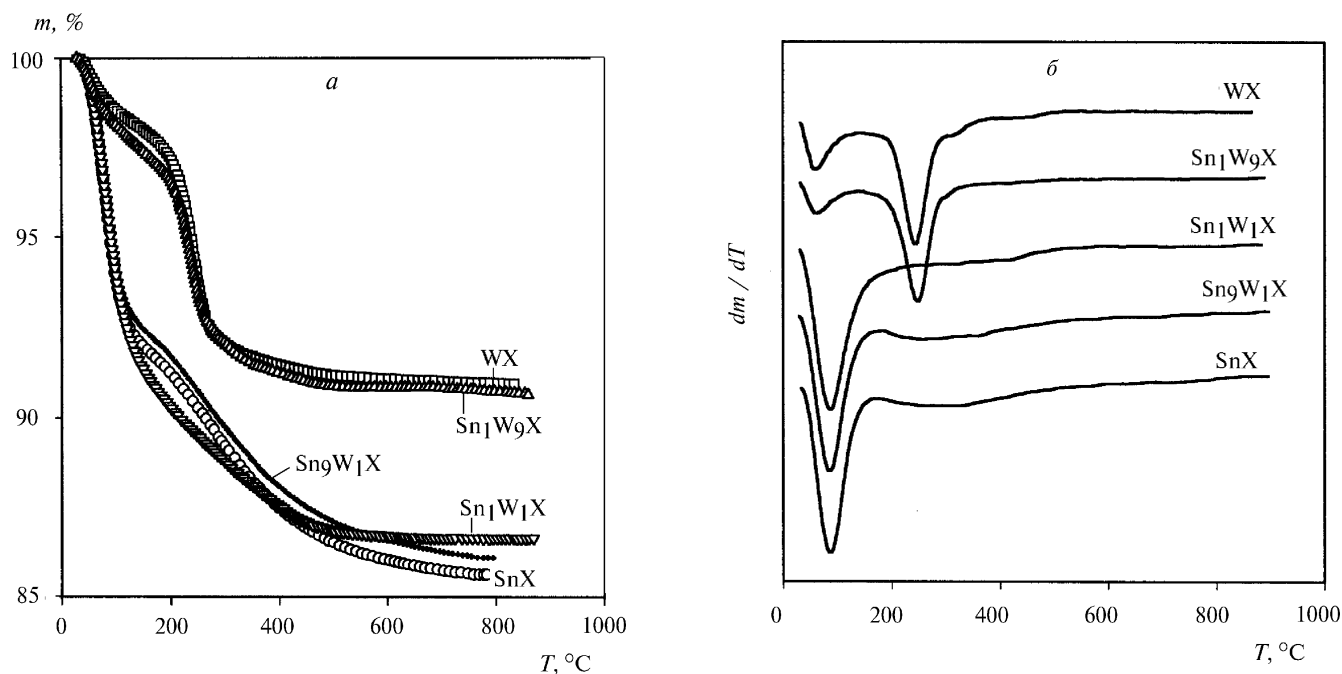 m, %
100
95
90
85
a
WX
Sn1W9X
Sn9W1X
Sn1W1X
SnX
0 200 400 600 800 1000
T, °C
dm / dT
б
WX
Sn1W9X
Sn1W1X
Sn9W1X
SnX
0 200 400 600 800 1000
T, °C